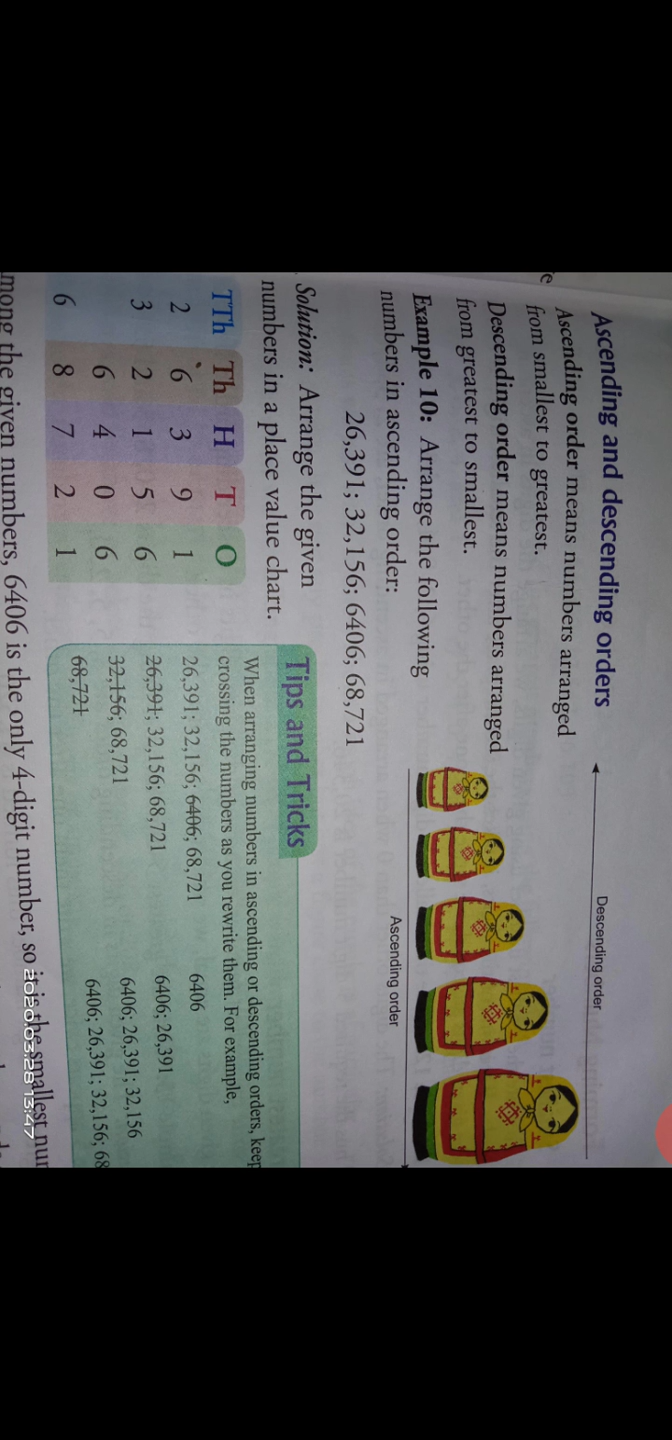 Ascending and descending orders
Ascending order means numbers arranged
from smallest to greatest.
Descending order means numbers arranged
from greatest to smallest.
Descending order
Ascending order
Example 10: Arrange the following
numbers in ascending order:
26,391; 32,156; 6406; 68,721
Solution: Arrange the given
numbers in a place value chart.
TTh Th H T O
2 6 3 9 1
3 2 1 5 6
6 4 0 6
6 8 7 2 1
Tips and Tricks
When arranging numbers in ascending or descending orders, keep
crossing the numbers as you rewrite them. For example,
26,391; 32,156; 6406; 68,721 6406
26,391; 32,156; 68,721 6406; 26,391
32,156; 68,721 6406; 26,391; 32,156
68,721 6406; 26,391; 32,156; 68
mong the given numbers, 6406 is the only 4-digit number, so it is the smallest nu
2020.03.28 13:47